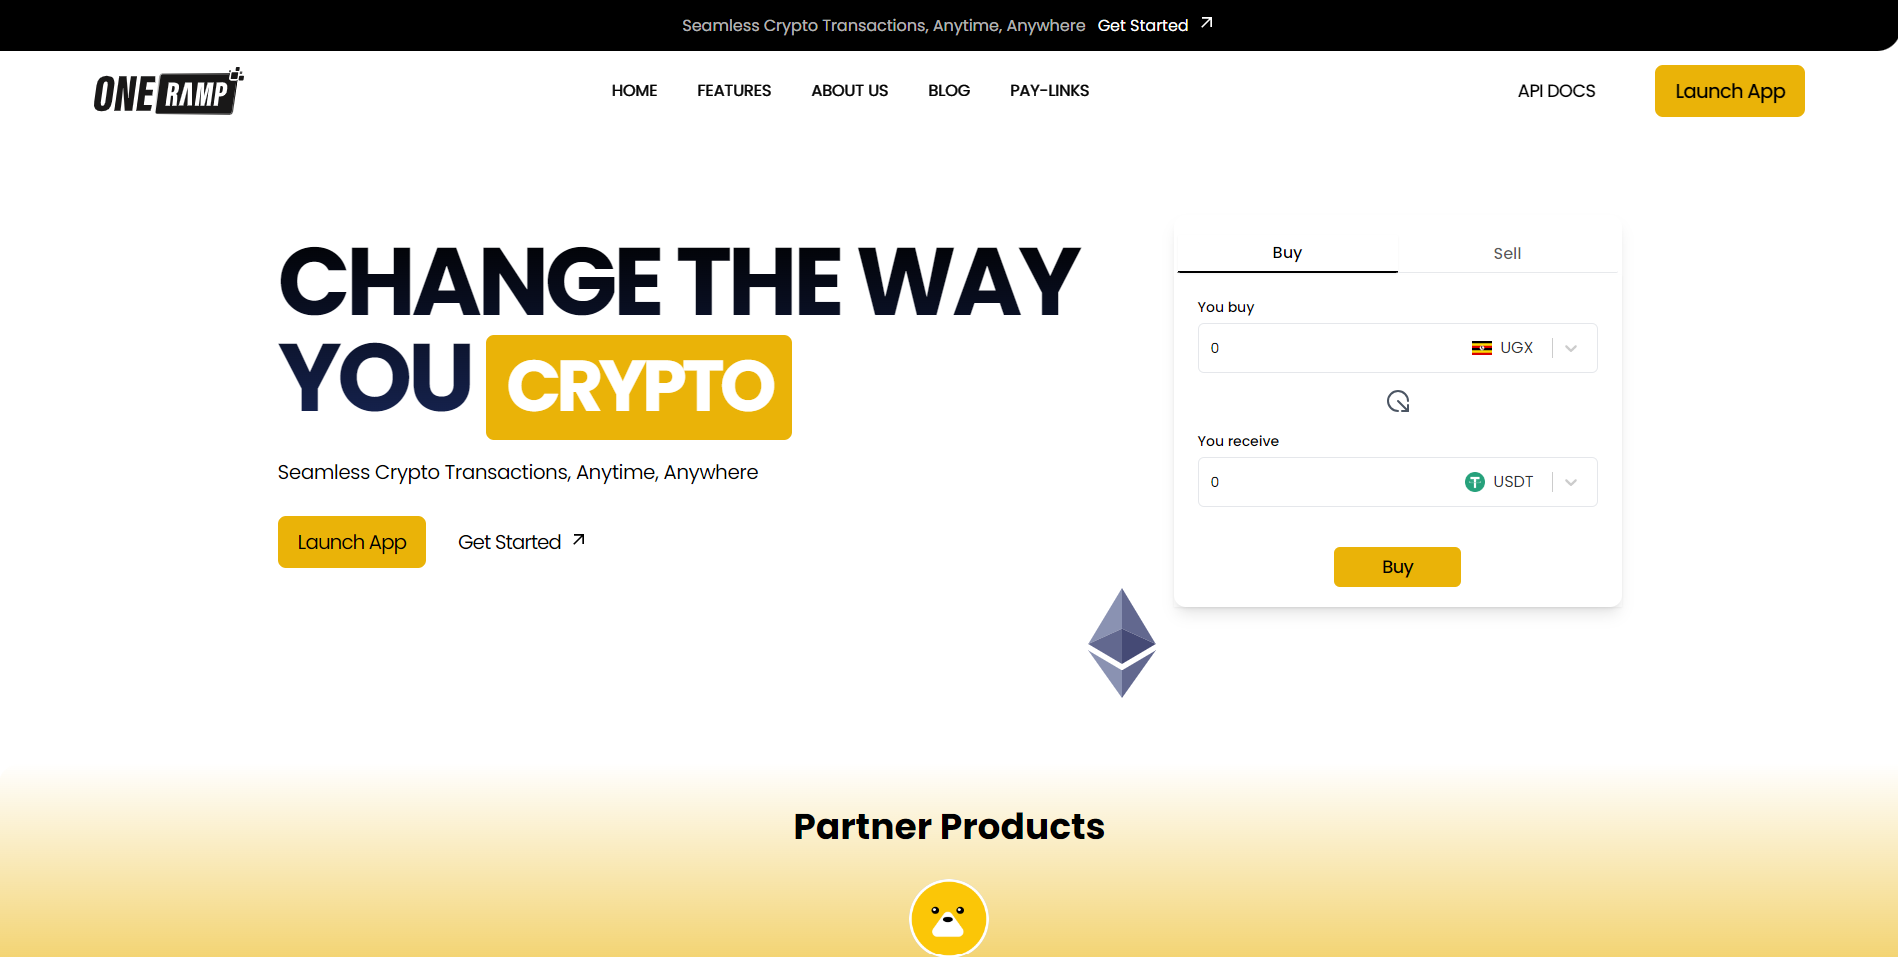 Seamless Crypto Transactions, Anytime, Anywhere Get Started
ONE RAMP
HOME FEATURES ABOUT US BLOG PAY-LINKS
API DOCS
Launch App
CHANGE THE WAY
YOU CRYPTO
Seamless Crypto Transactions, Anytime, Anywhere
Launch App Get Started
Buy Sell
You buy
0 UGX
You receive
0 USDT
Buy
Partner Products